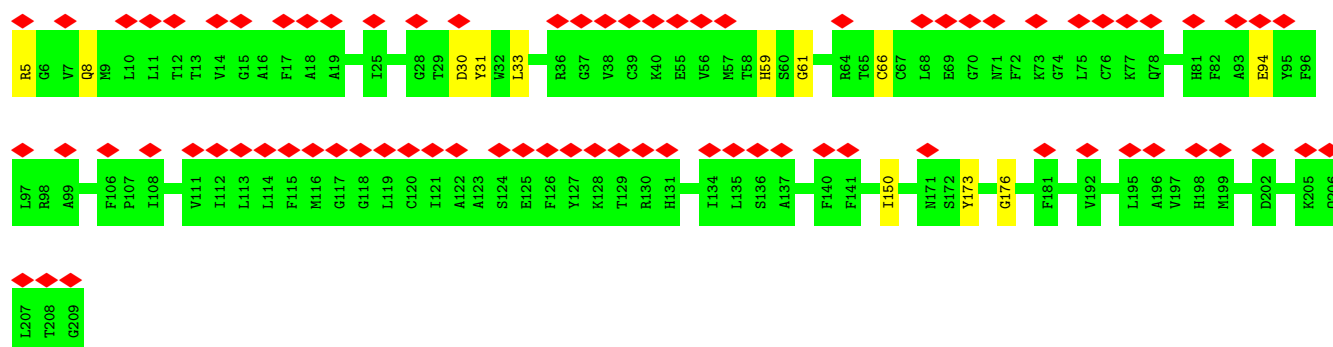 R5 G6 V7 Q8 M9 L10 L11 T12 T13 V14 G15 A16 F17 A18 A19 I25 G28 T29 D30 Y31 W32 L33 R36 G37 V38 C39 K40 E55 V56 M57 T58 H59 S60 G61 R64 T65 C66 C67 L68 E69 G70 N71 F72 K73 G74 L75 C76 K77 Q78 H81 F82 A93 E94 Y95 F96
L97 R98 A99 F106 P107 I108 V111 I112 L113 L114 F115 M116 G117 G118 L119 C120 I121 A122 A123 S124 E125 F126 Y127 K128 T129 R130 H131 I134 L135 S136 A137 F140 F141 I150 N171 S172 Y173 G176 F181 V192 L195 A196 V197 H198 M199 D202 K205
L207 T208 G209